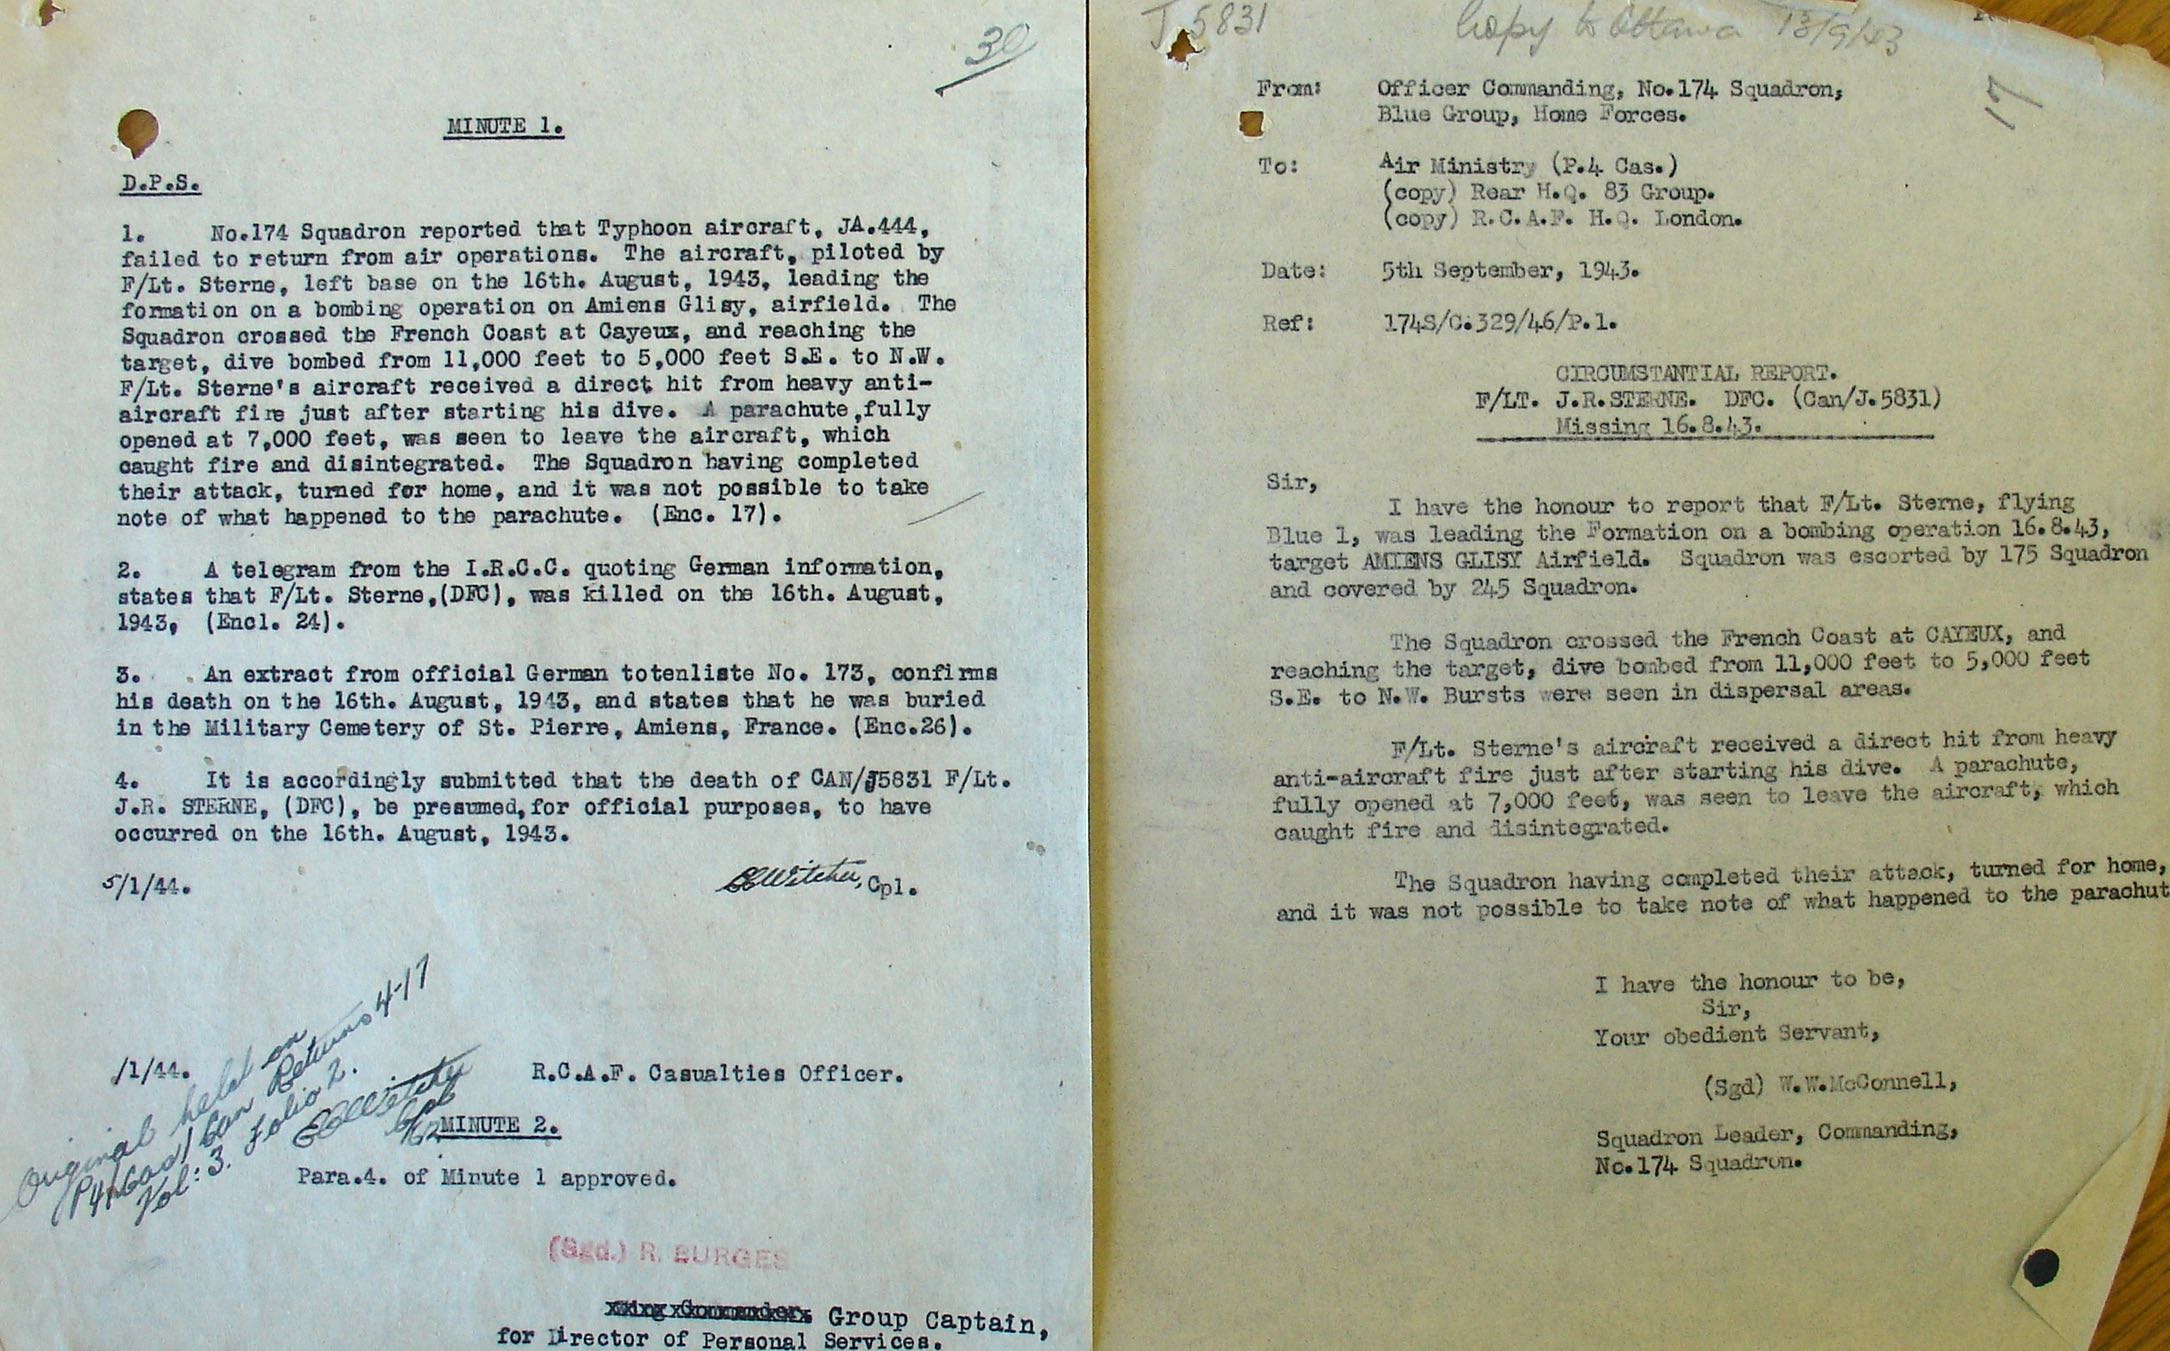 30
MINUTE 1.
D.P.S.
1. No.174 Squadron reported that Typhoon aircraft, JA.444,
failed to return from air operations. The aircraft, piloted by
F/Lt. Sterne, left base on the 16th. August, 1943, leading the
formation on a bombing operation on Amiens Glisy, airfield. The
Squadron crossed the French Coast at Cayeux, and reaching the
target, dive bombed from 11,000 feet to 5,000 feet S.E. to N.W.
F/Lt. Sterne's aircraft received a direct hit from heavy anti-
aircraft fire just after starting his dive. A parachute,fully
opened at 7,000 feet, was seen to leave the aircraft, which
caught fire and disintegrated. The Squadron having completed
their attack, turned for home, and it was not possible to take
note of what happened to the parachute. (Enc. 17).
2. A telegram from the I.R.C.C. quoting German information,
states that F/Lt. Sterne,(DFC), was killed on the 16th. August,
1943, (Encl. 24).
3. An extract from official German totenliste No. 173, confirms
his death on the 16th. August, 1943, and states that he was buried
in the Military Cemetery of St. Pierre, Amiens, France. (Enc.26).
4. It is accordingly submitted that the death of CAN/J5831 F/Lt.
J.R. STERNE, (DFC), be presumed,for official purposes, to have
occurred on the 16th. August, 1943.
5/1/44. Cpl.
/1/44. R.C.A.F. Casualties Officer.
Original held on
P4 Cas/ Can Returns 4-17
Vol: 3. Folio 2.
MINUTE 2.
Para.4. of Minute 1 approved.
(Sgd.) R. BURGES
Wing Commander, Group Captain,
for Director of Personal Services.
J 5831 Copy to Ottawa 13/9/43
17
From: Officer Commanding, No.174 Squadron,
Blue Group, Home Forces.
To: Air Ministry (P.4 Cas.)
(copy) Rear H.Q. 83 Group.
(copy) R.C.A.F. H.Q. London.
Date: 5th September, 1943.
Ref: 174S/C.329/46/P.1.
CIRCUMSTANTIAL REPORT.
F/LT. J.R.STERNE. DFC. (Can/J.5831)
Missing 16.8.43.
Sir,
I have the honour to report that F/Lt. Sterne, flying
Blue 1, was leading the Formation on a bombing operation 16.8.43,
target AMIENS GLISY Airfield. Squadron was escorted by 175 Squadron
and covered by 245 Squadron.
The Squadron crossed the French Coast at CAYEUX, and
reaching the target, dive bombed from 11,000 feet to 5,000 feet
S.E. to N.W. Bursts were seen in dispersal areas.
F/Lt. Sterne's aircraft received a direct hit from heavy
anti-aircraft fire just after starting his dive. A parachute,
fully opened at 7,000 feet, was seen to leave the aircraft, which
caught fire and disintegrated.
The Squadron having completed their attack, turned for home,
and it was not possible to take note of what happened to the parachut
I have the honour to be,
Sir,
Your obedient Servant,
(Sgd) W.W.McConnell,
Squadron Leader, Commanding,
No.174 Squadron.